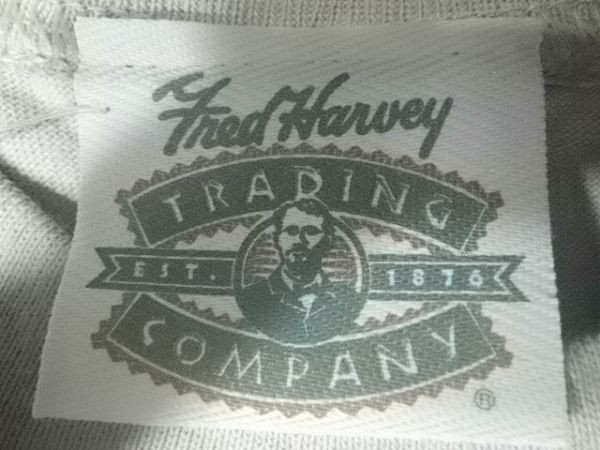 Fred Harvey
TRADING
EST. 1876
COMPANY
®